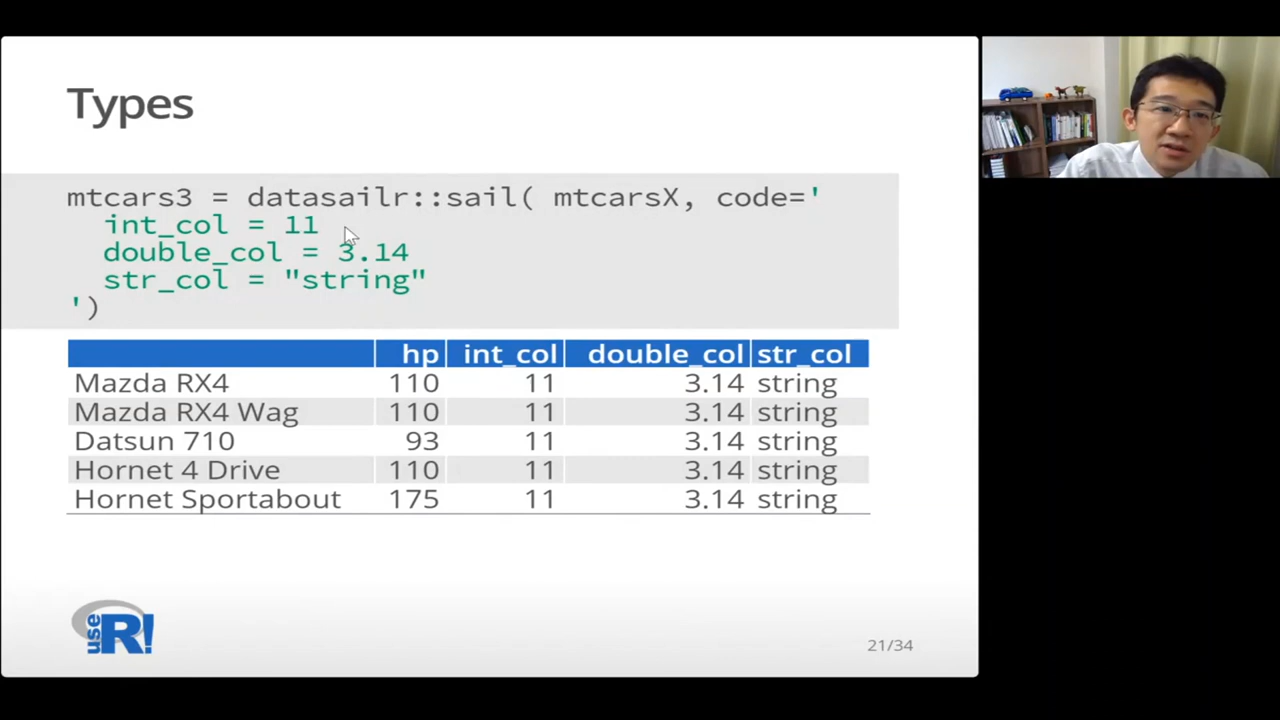 Types
mtcars3 = datasailr::sail( mtcarsX, code='
int_col = 11
double_col = 3.14
str_col = "string"
')
hp int_col double_col str_col
Mazda RX4 110 11 3.14 string
Mazda RX4 Wag 110 11 3.14 string
Datsun 710 93 11 3.14 string
Hornet 4 Drive 110 11 3.14 string
Hornet Sportabout 175 11 3.14 string
use R!
21/34